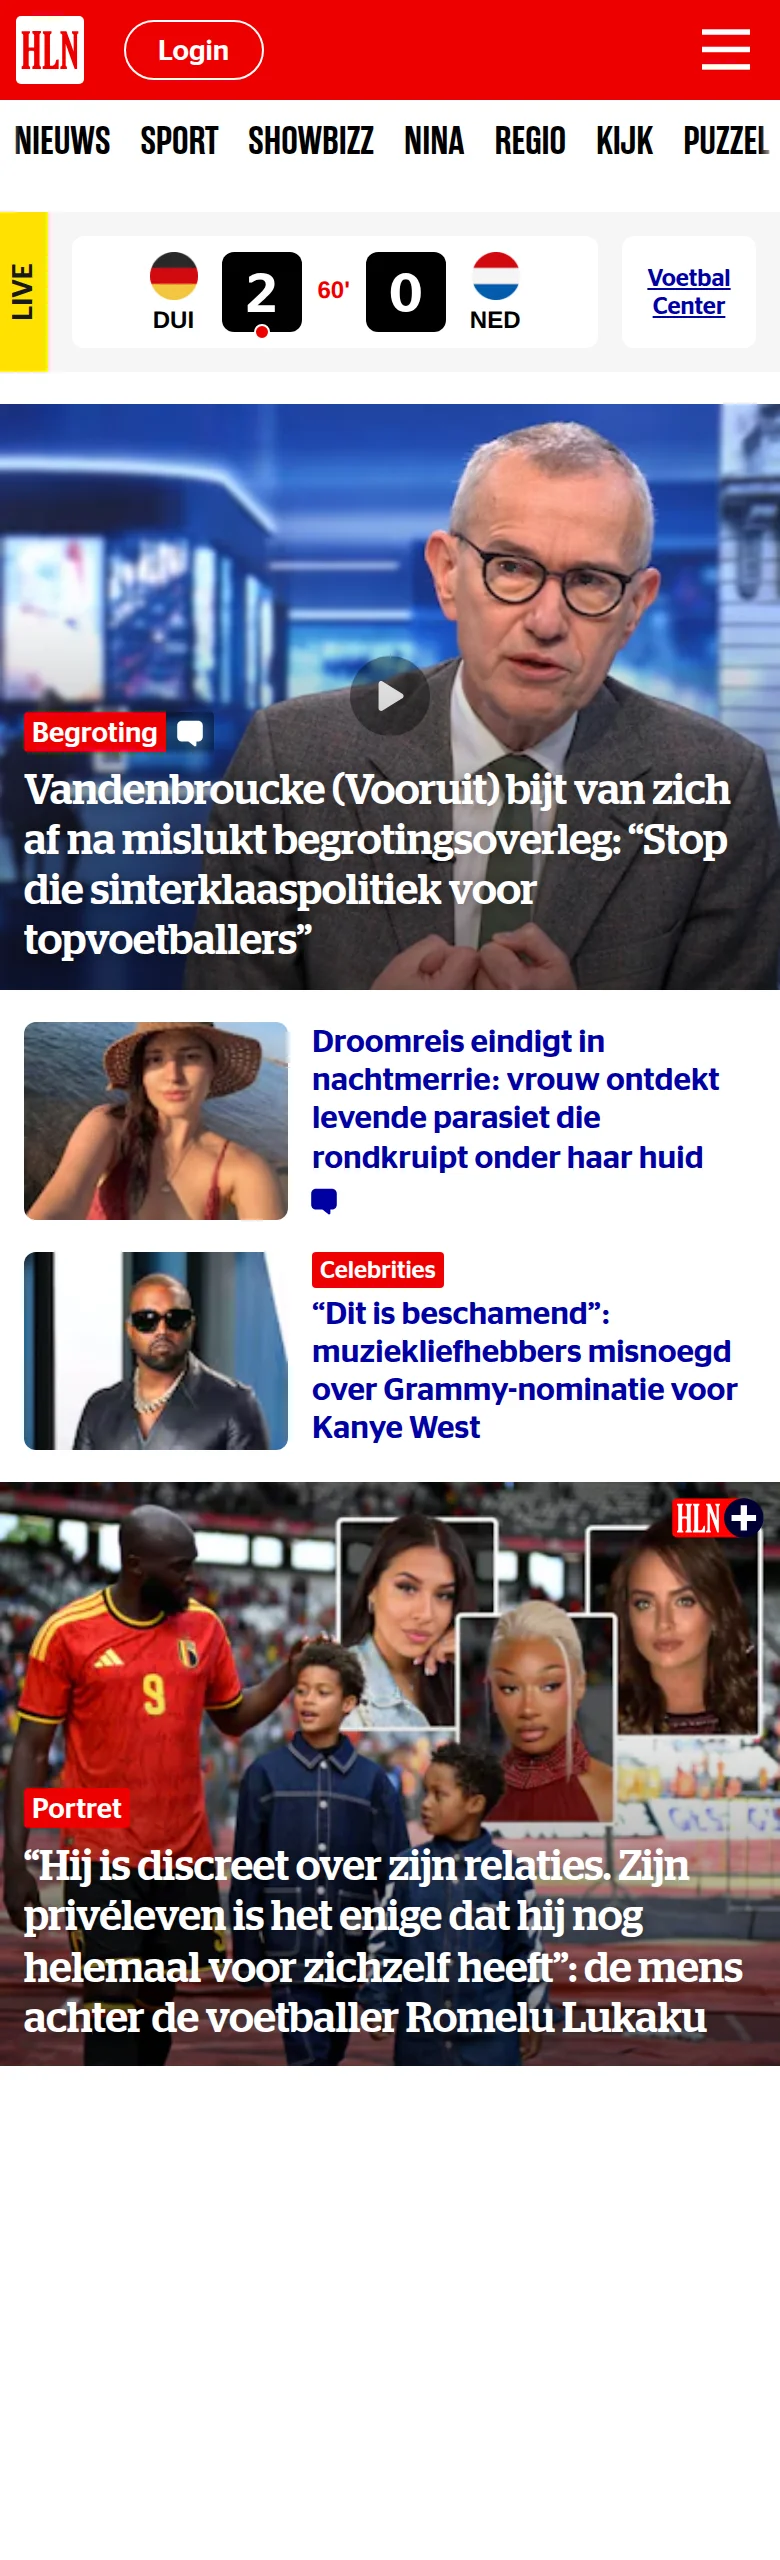 HLN
Login
NIEUWS SPORT SHOWBIZZ NINA REGIO KIJK PUZZEL
LIVE
DUI
2
60'
0
NED
Voetbal
Center
Begroting
Vandenbroucke (Vooruit) bijt van zich
af na mislukt begrotingsoverleg: “Stop
die sinterklaaspolitiek voor
topvoetballers”
Droomreis eindigt in
nachtmerrie: vrouw ontdekt
levende parasiet die
rondkruipt onder haar huid
Celebrities
“Dit is beschamend”:
muziekliefhebbers misnoegd
over Grammy-nominatie voor
Kanye West
HLN+
9
Portret
“Hij is discreet over zijn relaties. Zijn
privéleven is het enige dat hij nog
helemaal voor zichzelf heeft”: de mens
achter de voetballer Romelu Lukaku